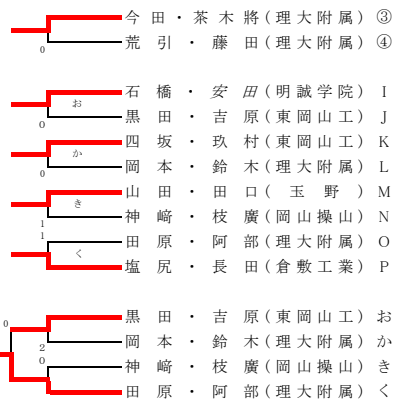 今田・茶木將(理大附属)③
0
荒引・藤田(理大附属)④
石橋・安田(明誠学院)I
お
0
黒田・吉原(東岡山工)J
四坂・玖村(東岡山工)K
か
0
岡本・鈴木(理大附属)L
山田・田口(玉野)M
き
1
神﨑・枝廣(岡山操山)N
1
田原・阿部(理大附属)O
く
塩尻・長田(倉敷工業)P
0
黒田・吉原(東岡山工)お
2
岡本・鈴木(理大附属)か
0
神﨑・枝廣(岡山操山)き
田原・阿部(理大附属)く